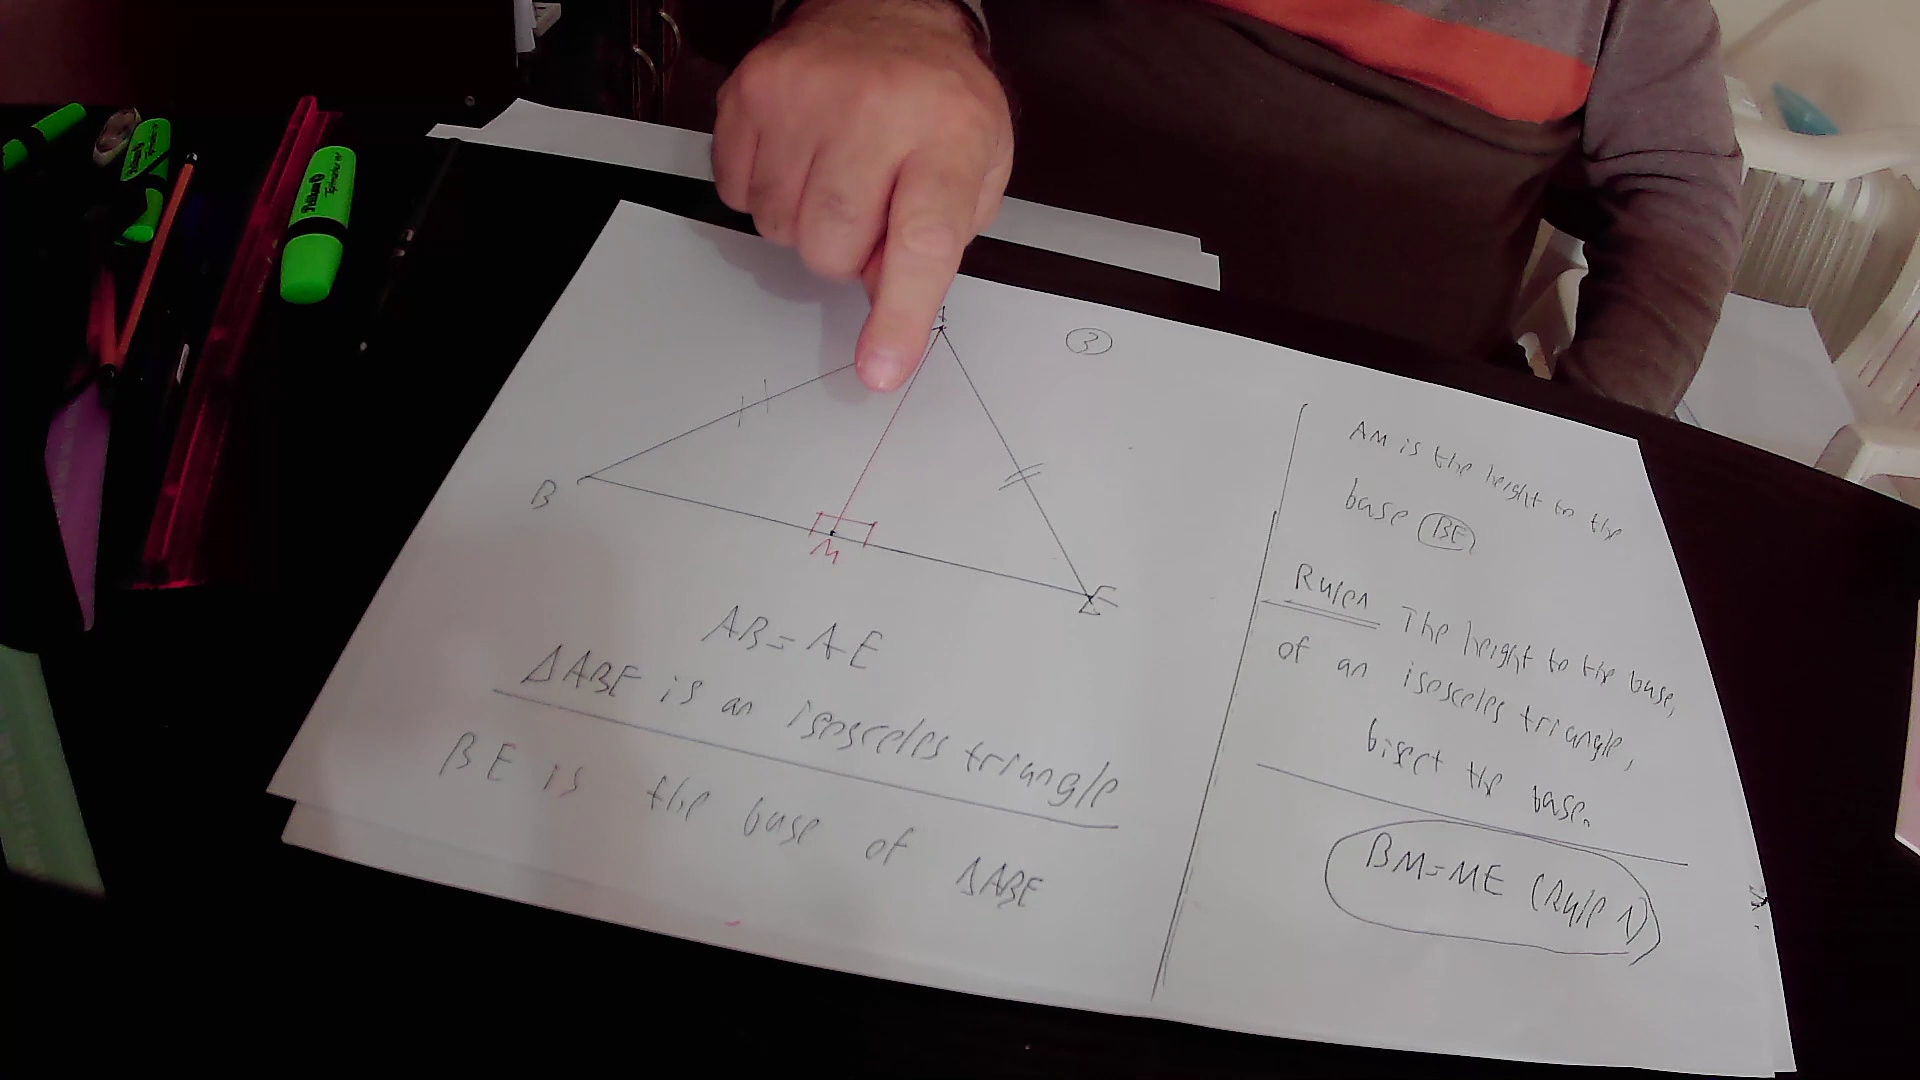 A
3
B
M
E
AB=AE
ΔABE is an isosceles triangle
BE is the base of ΔABE
AM is the height to the
base BE
Rule1 The height to the base,
of an isosceles triangle,
bisect the base.
BM=ME (Rule 1)